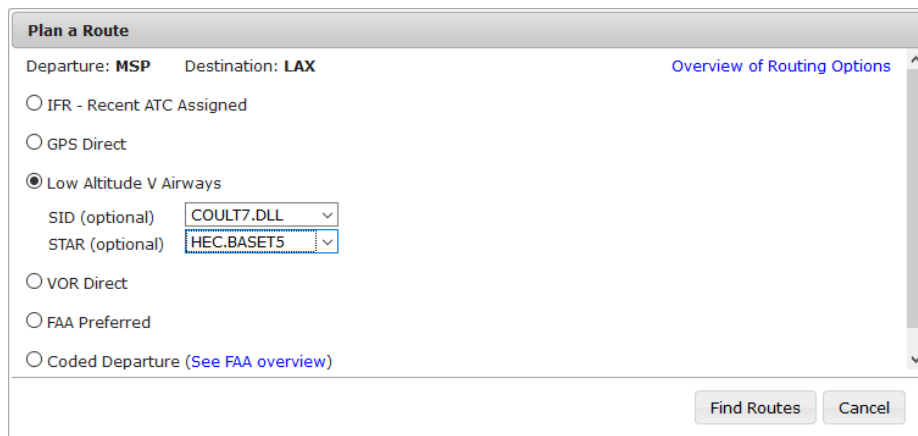 Plan a Route
Departure: MSP Destination: LAX Overview of Routing Options
IFR - Recent ATC Assigned
GPS Direct
Low Altitude V Airways
SID (optional) COULT7.DLL
STAR (optional) HEC.BASET5
VOR Direct
FAA Preferred
Coded Departure (See FAA overview)
Find Routes Cancel